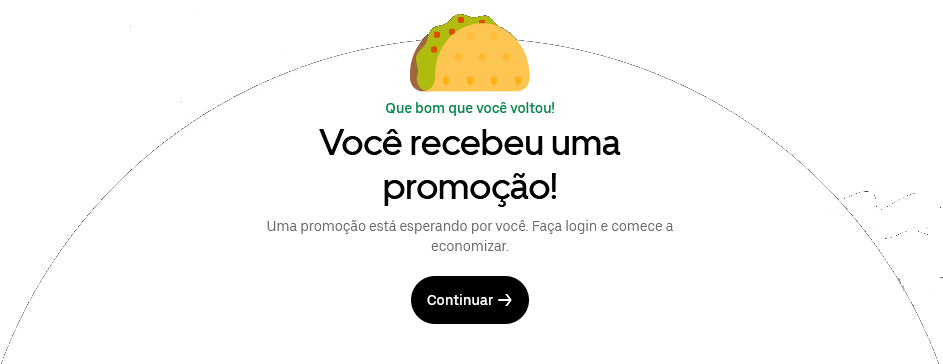 Que bom que você voltou!
Você recebeu uma
promoção!
Uma promoção está esperando por você. Faça login e comece a
economizar.
Continuar →